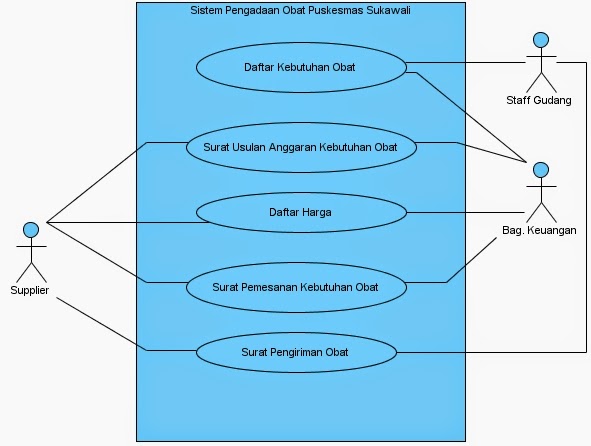 Sistem Pengadaan Obat Puskesmas Sukawali
Daftar Kebutuhan Obat
Staff Gudang
Surat Usulan Anggaran Kebutuhan Obat
Daftar Harga
Bag. Keuangan
Supplier
Surat Pemesanan Kebutuhan Obat
Surat Pengiriman Obat